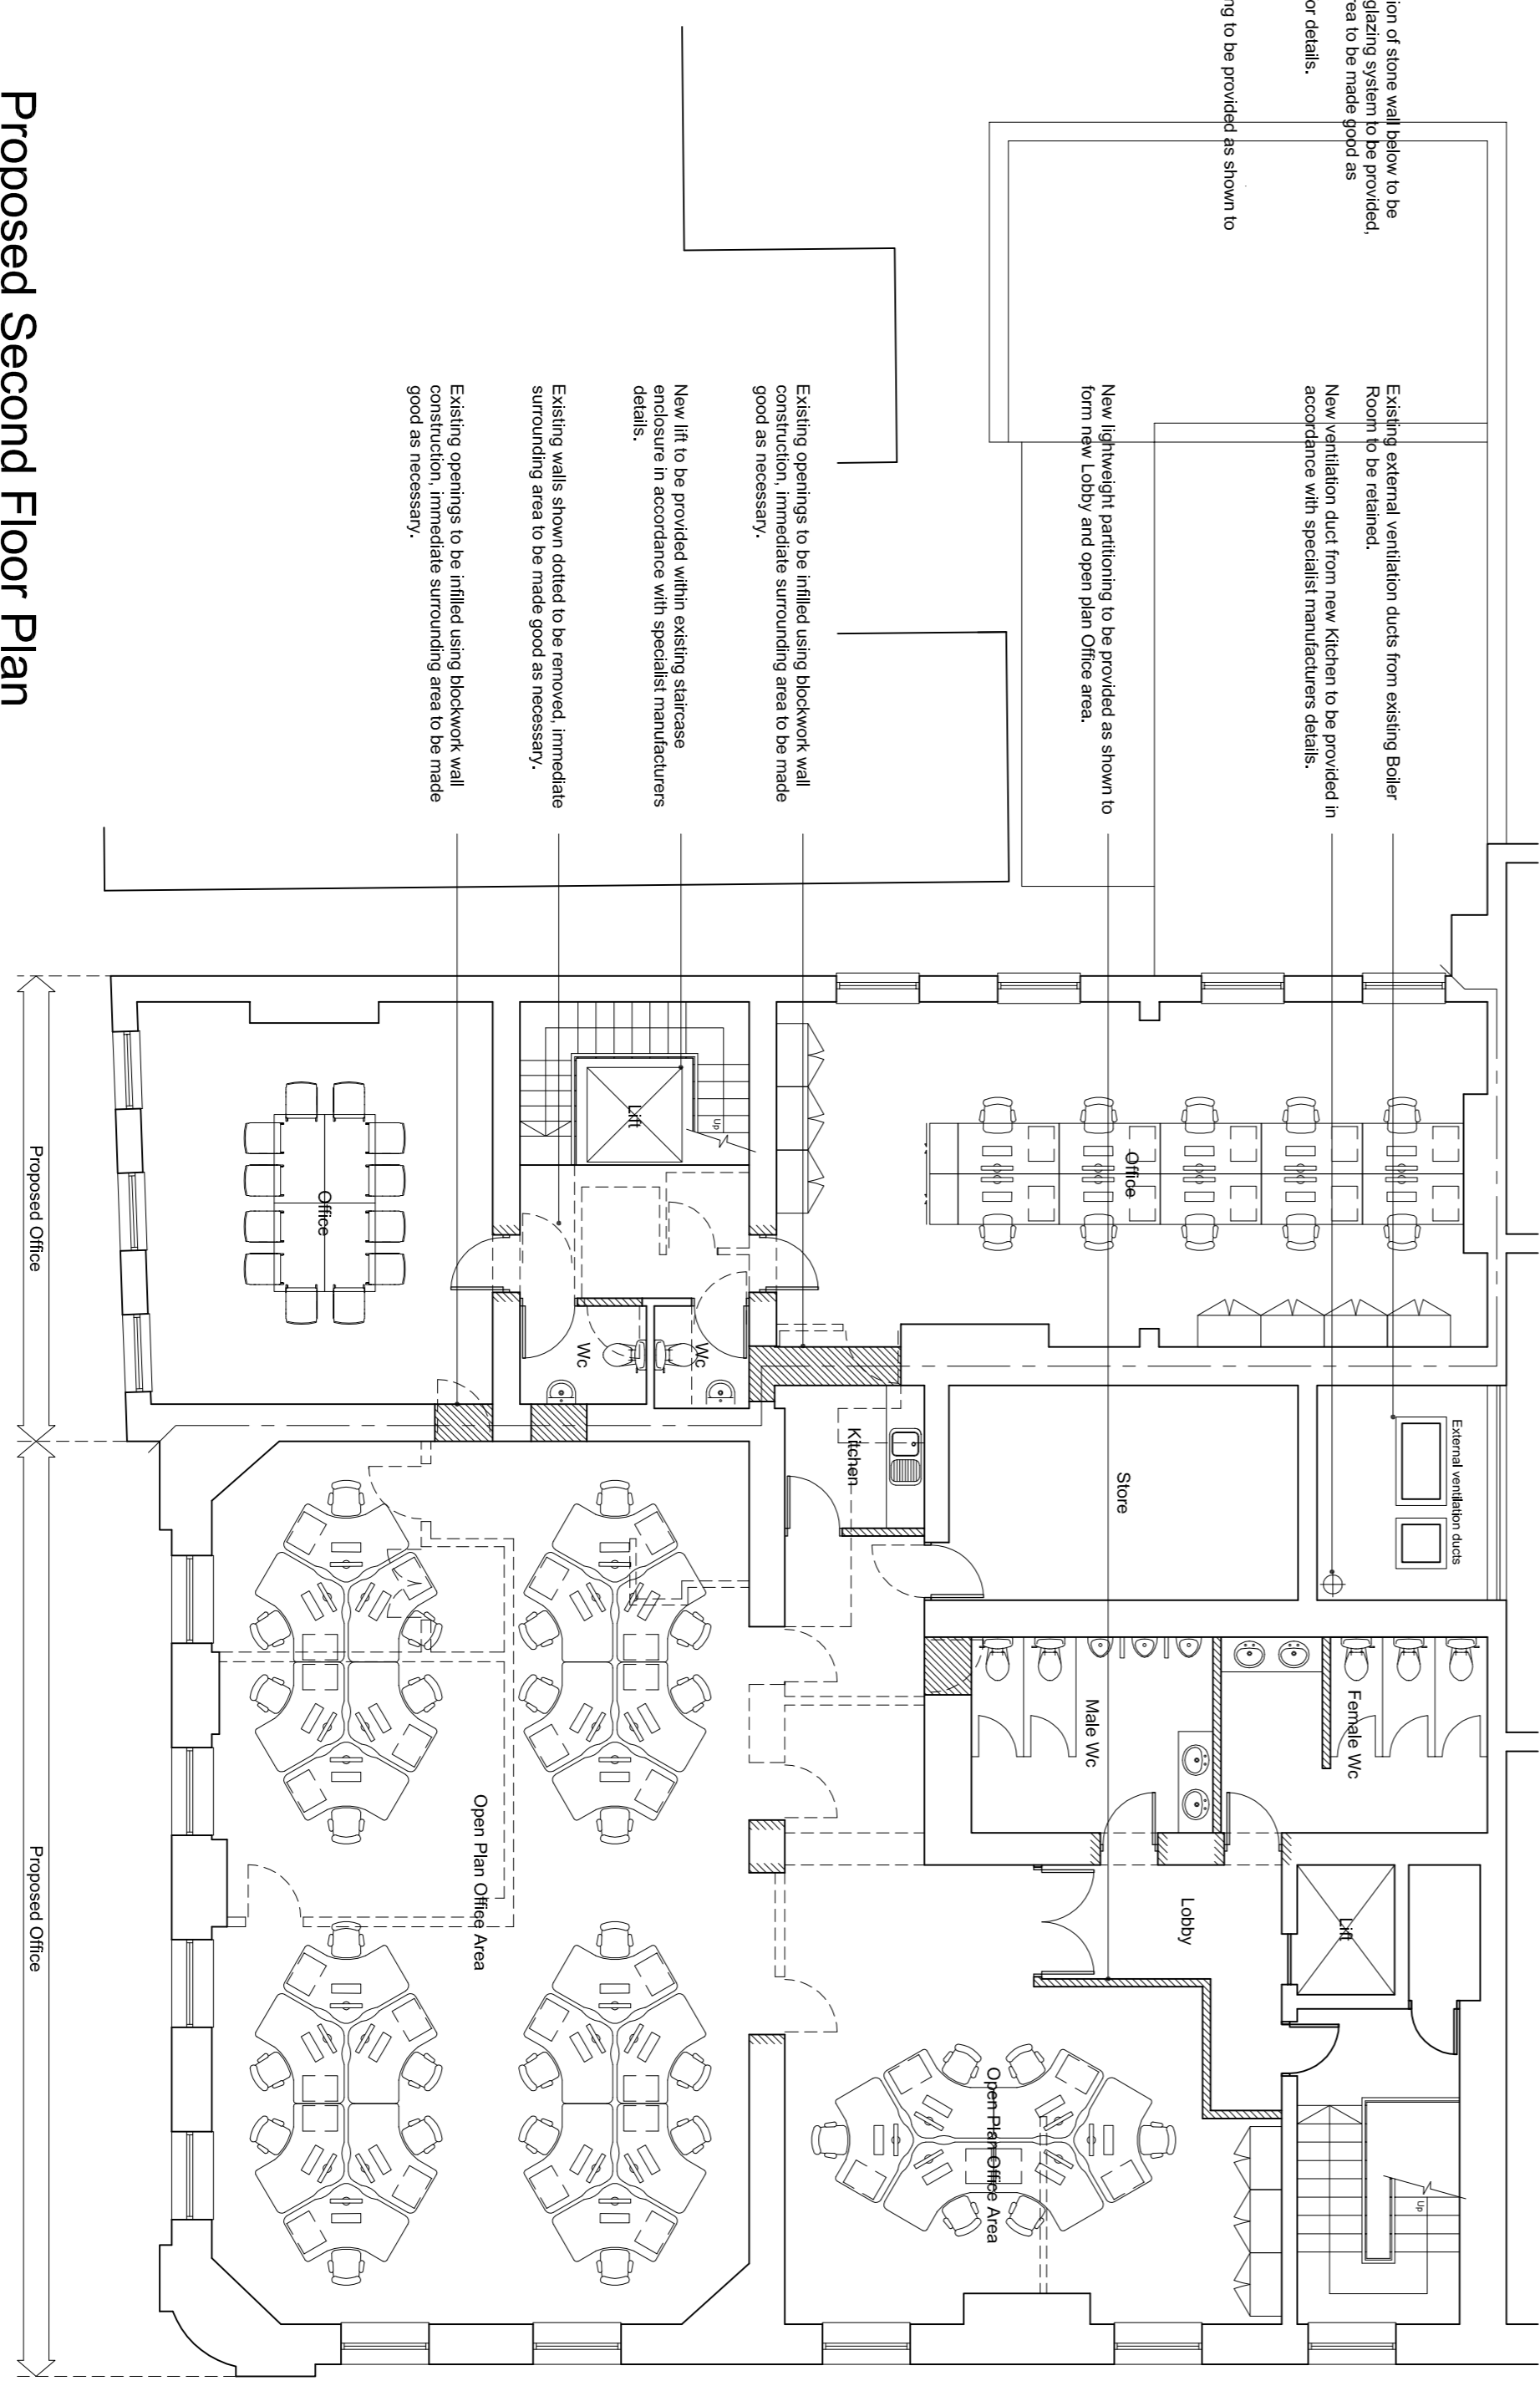 ion of stone wall below to be
glazing system to be provided,
ea to be made good as
or details.
ng to be provided as shown to
Existing external ventilation ducts from existing Boiler
Room to be retained.
New ventilation duct from new Kitchen to be provided in
accordance with specialist manufacturers details.
New lightweight partitioning to be provided as shown to
form new Lobby and open plan Office area.
Existing openings to be infilled using blockwork wall
construction, immediate surrounding area to be made
good as necessary.
New lift to be provided within existing staircase
enclosure in accordance with specialist manufacturers
details.
Existing walls shown dotted to be removed, immediate
surrounding area to be made good as necessary.
Existing openings to be infilled using blockwork wall
construction, immediate surrounding area to be made
good as necessary.
External ventilation ducts
Office
Store
Female Wc
Male Wc
Lobby
Lift
Up
Kitchen
Open Plan Office Area
Lift
Up
Wc
Wc
Office
Open Plan Office Area
Proposed Office
Proposed Office
Proposed Second Floor Plan